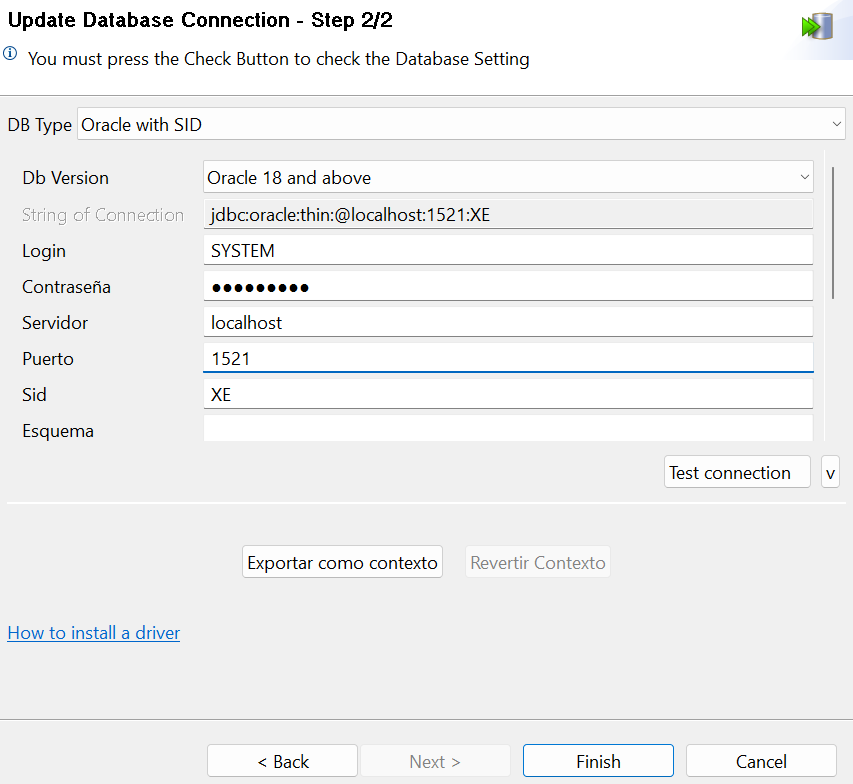 Update Database Connection - Step 2/2
You must press the Check Button to check the Database Setting
DB Type Oracle with SID
Db Version Oracle 18 and above
String of Connection jdbc:oracle:thin:@localhost:1521:XE
Login SYSTEM
Contraseña ●●●●●●●●●
Servidor localhost
Puerto 1521
Sid XE
Esquema
Test connection v
Exportar como contexto Revertir Contexto
How to install a driver
< Back Next > Finish Cancel